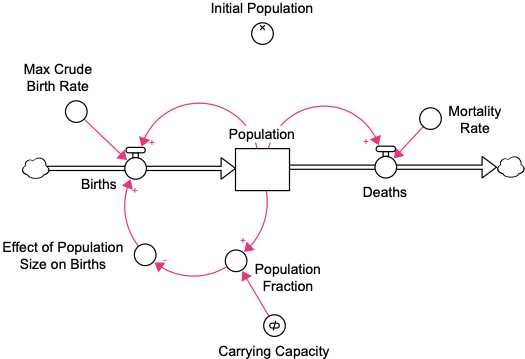 Initial Population
Max Crude
Birth Rate
Mortality
Rate
+
+
Population
Births
Deaths
+
Effect of Population
Size on Births
+
-
Population
Fraction
Carrying Capacity